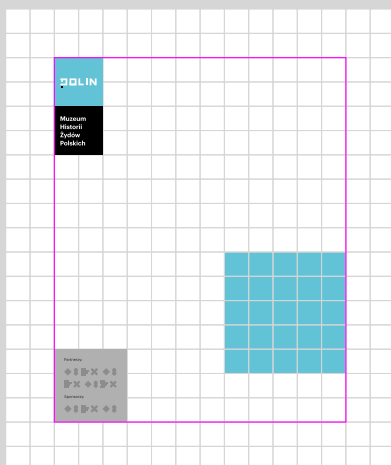 POLIN
Muzeum
Historii
Żydów
Polskich
Partnerzy
Sponsorzy